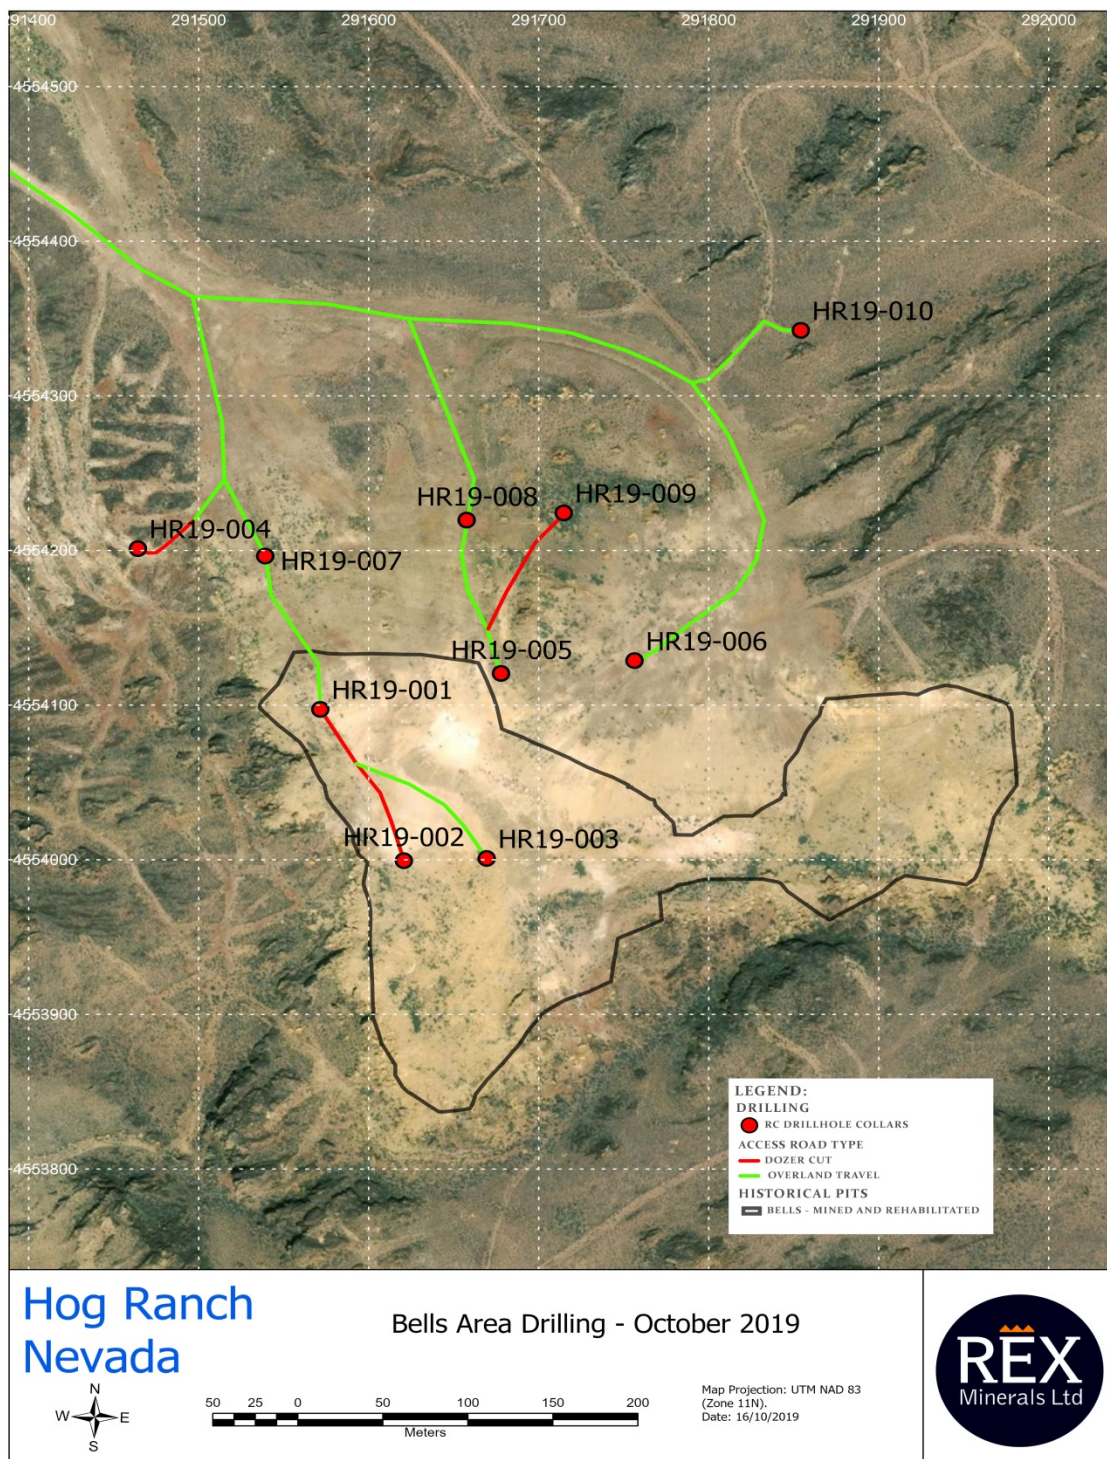 291400 291500 291600 291700 291800 291900 292000
4554500
4554400
HR19-010
4554300
HR19-008 HR19-009
HR19-004
4554200
HR19-007
HR19-005 HR19-006
HR19-001
4554100
HR19-002 HR19-003
4554000
4553900
4553800
LEGEND:
DRILLING
RC DRILLHOLE COLLARS
ACCESS ROAD TYPE
DOZER CUT
OVERLAND TRAVEL
HISTORICAL PITS
BELLS - MINED AND REHABILITATED
Hog Ranch
Nevada
Bells Area Drilling - October 2019
N
W E
S
50 25 0 50 100 150 200
Meters
Map Projection: UTM NAD 83
(Zone 11N).
Date: 16/10/2019
REX
Minerals Ltd